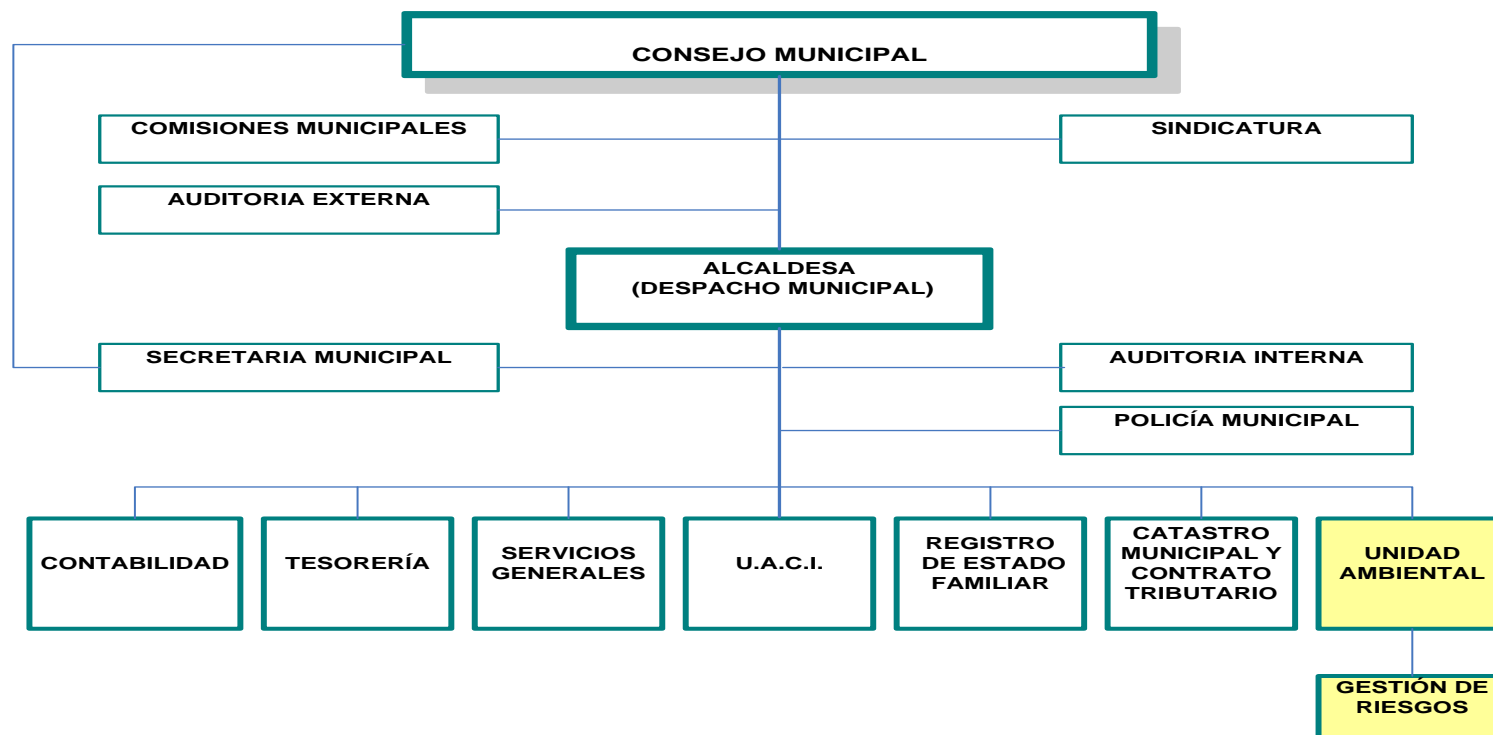 CONSEJO MUNICIPAL
COMISIONES MUNICIPALES
SINDICATURA
AUDITORIA EXTERNA
ALCALDESA
(DESPACHO MUNICIPAL)
SECRETARIA MUNICIPAL
AUDITORIA INTERNA
POLICÍA MUNICIPAL
CONTABILIDAD
TESORERÍA
SERVICIOS
GENERALES
U.A.C.I.
REGISTRO
DE ESTADO
FAMILIAR
CATASTRO
MUNICIPAL Y
CONTRATO
TRIBUTARIO
UNIDAD
AMBIENTAL
GESTIÓN DE
RIESGOS